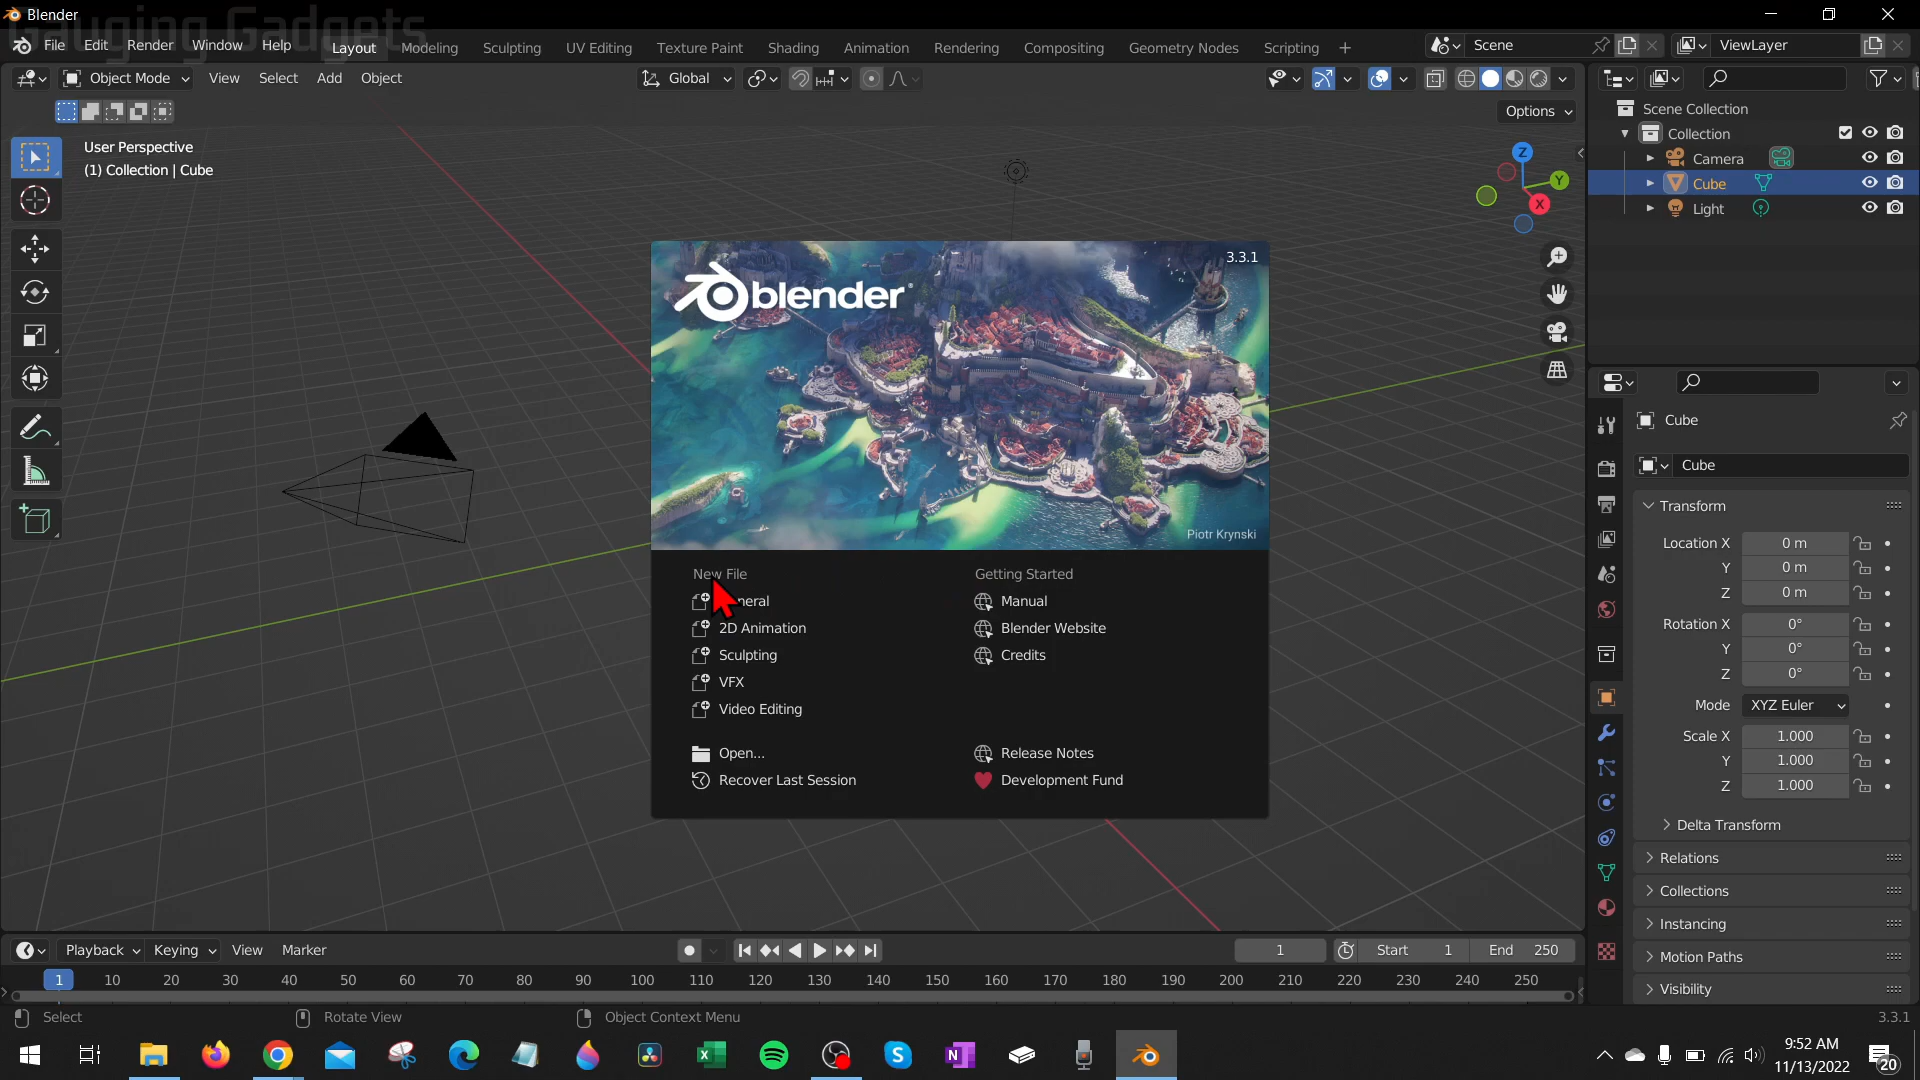 Gauging Gadgets
Blender
File Edit Render Window Help Layout Modeling Sculpting UV Editing Texture Paint Shading Animation Rendering Compositing Geometry Nodes Scripting + Scene ViewLayer
Object Mode View Select Add Object Global
Options
User Perspective
(1) Collection | Cube
Z
Y
X
Scene Collection
Collection
Camera
Cube
Light
3.3.1
blender
Piotr Krynski
New File
2D Animation
Sculpting
VFX
Video Editing
Open...
Recover Last Session
Getting Started
Manual
Blender Website
Credits
Release Notes
Development Fund
Cube
Cube
Transform
Location X 0 m
Y 0 m
Z 0 m
Rotation X 0°
Y 0°
Z 0°
Mode XYZ Euler
Scale X 1.000
Y 1.000
Z 1.000
Delta Transform
Relations
Collections
Instancing
Motion Paths
Visibility
Playback Keying View Marker 1 Start 1 End 250
1 10 20 30 40 50 60 70 80 90 100 110 120 130 140 150 160 170 180 190 200 210 220 230 240 250
Select Rotate View Object Context Menu 3.3.1
9:52 AM
11/13/2022
20